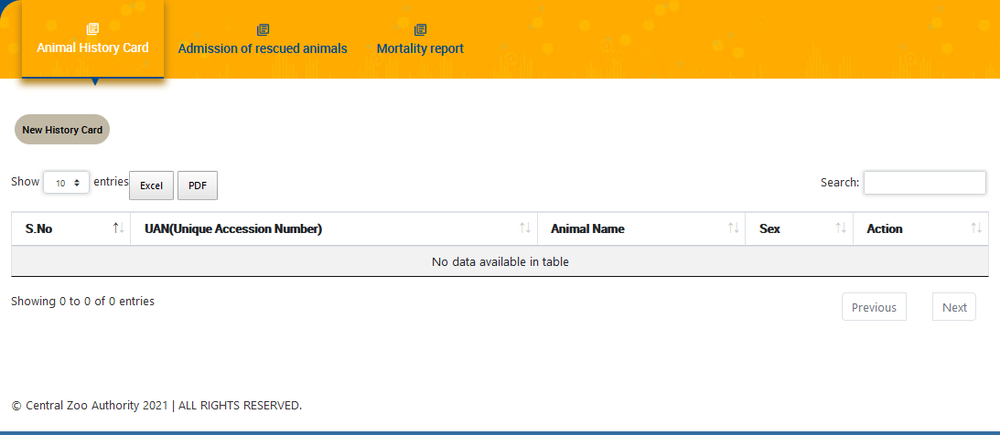 Animal History Card
Admission of rescued animals
Mortality report
New History Card
Show 10 entries Excel PDF Search:
S.No UAN(Unique Accession Number) Animal Name Sex Action
No data available in table
Showing 0 to 0 of 0 entries Previous Next
© Central Zoo Authority 2021 | ALL RIGHTS RESERVED.